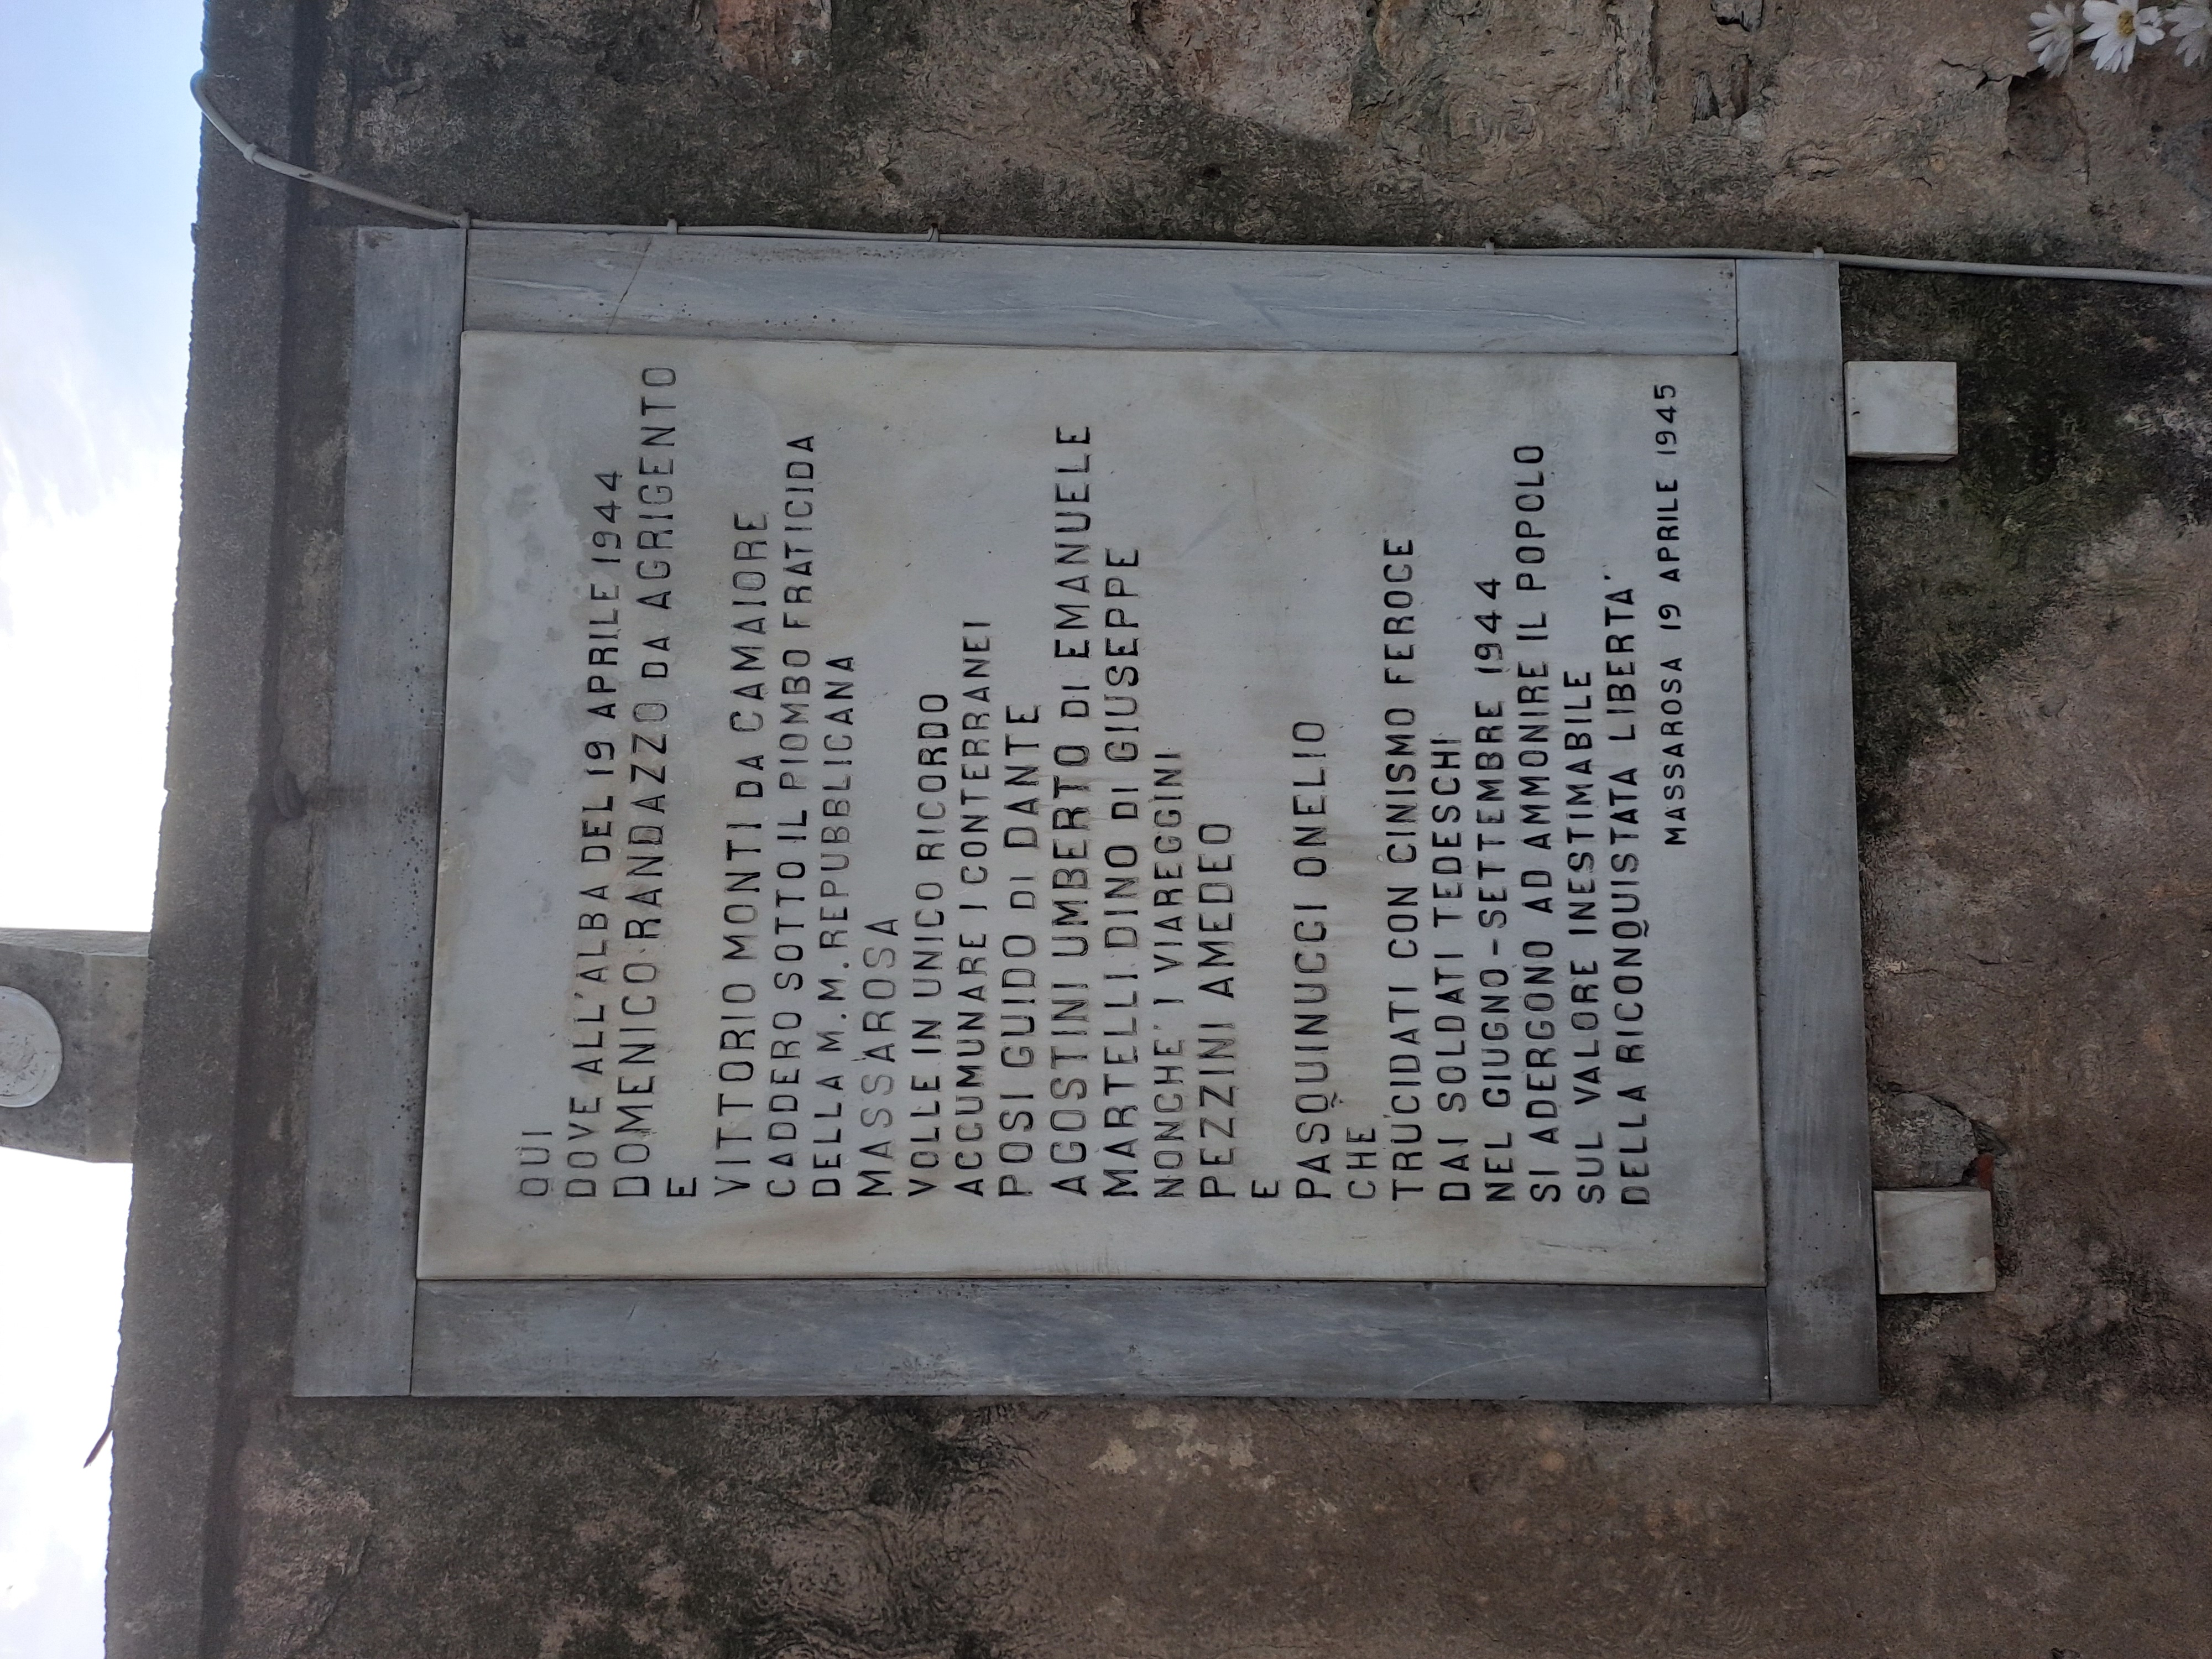 QUI
DOVE ALL'ALBA DEL 19 APRILE 1944
DOMENICO RANDAZZO DA AGRIGENTO
E
VITTORIO MONTI DA CAMAIORE
CADDERO SOTTO IL PIOMBO FRATICIDA
DELLA M.M. REPUBBLICANA
MASSAROSA
VOLLE IN UNICO RICORDO
ACCUMUNARE I CONTERRANEI
POSI GUIDO DI DANTE
AGOSTINI UMBERTO DI EMANUELE
MARTELLI DINO DI GIUSEPPE
NONCHE' I VIAREGGINI
PEZZINI AMEDEO
E
PASQUINUCCI ONELIO
CHE
TRUCIDATI CON CINISMO FEROCE
DAI SOLDATI TEDESCHI
NEL GIUGNO-SETTEMBRE 1944
SI ADERGONO AD AMMONIRE IL POPOLO
SUL VALORE INESTIMABILE
DELLA RICONQUISTATA LIBERTA'
MASSAROSA 19 APRILE 1945